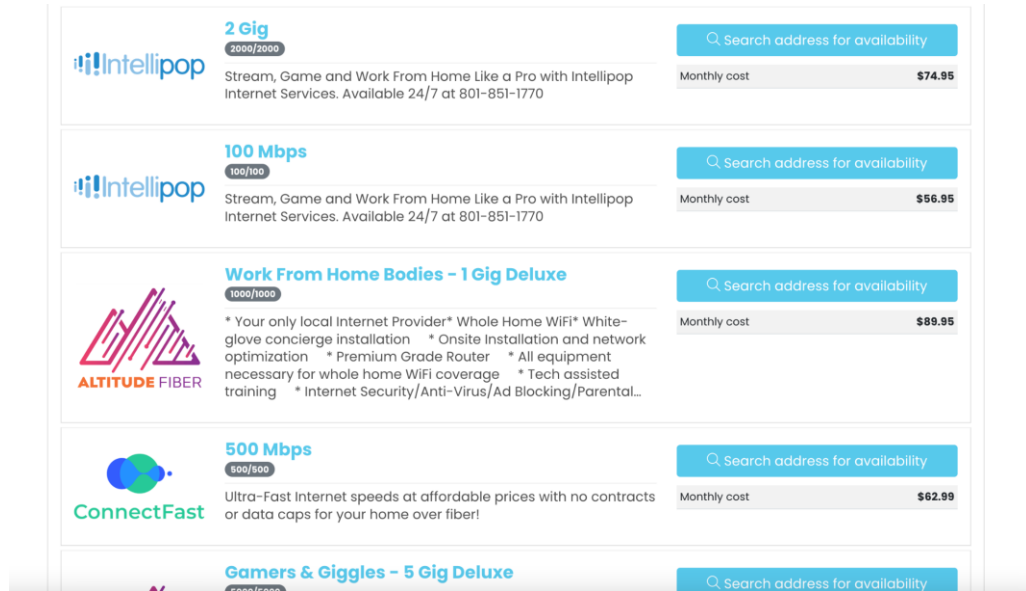 2 Gig
2000/2000
Intellipop
Stream, Game and Work From Home Like a Pro with Intellipop
Internet Services. Available 24/7 at 801-851-1770
Search address for availability
Monthly cost $74.95
100 Mbps
100/100
Intellipop
Stream, Game and Work From Home Like a Pro with Intellipop
Internet Services. Available 24/7 at 801-851-1770
Search address for availability
Monthly cost $56.95
Work From Home Bodies - 1 Gig Deluxe
1000/1000
* Your only local Internet Provider* Whole Home WiFi* White-
glove concierge installation * Onsite Installation and network
optimization * Premium Grade Router * All equipment
necessary for whole home WiFi coverage * Tech assisted
training * Internet Security/Anti-Virus/Ad Blocking/Parental...
ALTITUDE FIBER
Search address for availability
Monthly cost $89.95
500 Mbps
500/500
ConnectFast
Ultra-Fast Internet speeds at affordable prices with no contracts
or data caps for your home over fiber!
Search address for availability
Monthly cost $62.99
Gamers & Giggles - 5 Gig Deluxe
Search address for availability